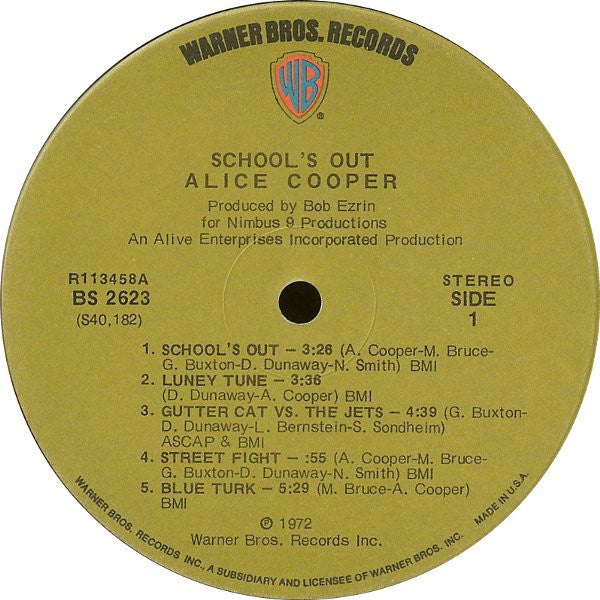 WARNER BROS. RECORDS
WB
®
SCHOOL'S OUT
ALICE COOPER
Produced by Bob Ezrin
for Nimbus 9 Productions
An Alive Enterprises Incorporated Production
R113458A
BS 2623
(S40,182)
STEREO
SIDE
1
1. SCHOOL'S OUT – 3:26 (A. Cooper-M. Bruce-
G. Buxton-D. Dunaway-N. Smith) BMI
2. LUNEY TUNE – 3:36
(D. Dunaway-A. Cooper) BMI
3. GUTTER CAT VS. THE JETS – 4:39 (G. Buxton-
D. Dunaway-L. Bernstein-S. Sondheim)
ASCAP & BMI
4. STREET FIGHT – :55 (A. Cooper-M. Bruce-
G. Buxton-D. Dunaway-N. Smith) BMI
5. BLUE TURK – 5:29 (M. Bruce-A. Cooper)
BMI
℗ 1972
Warner Bros. Records Inc.
WARNER BROS. RECORDS INC., A SUBSIDIARY AND LICENSEE OF WARNER BROS. INC. MADE IN U.S.A.